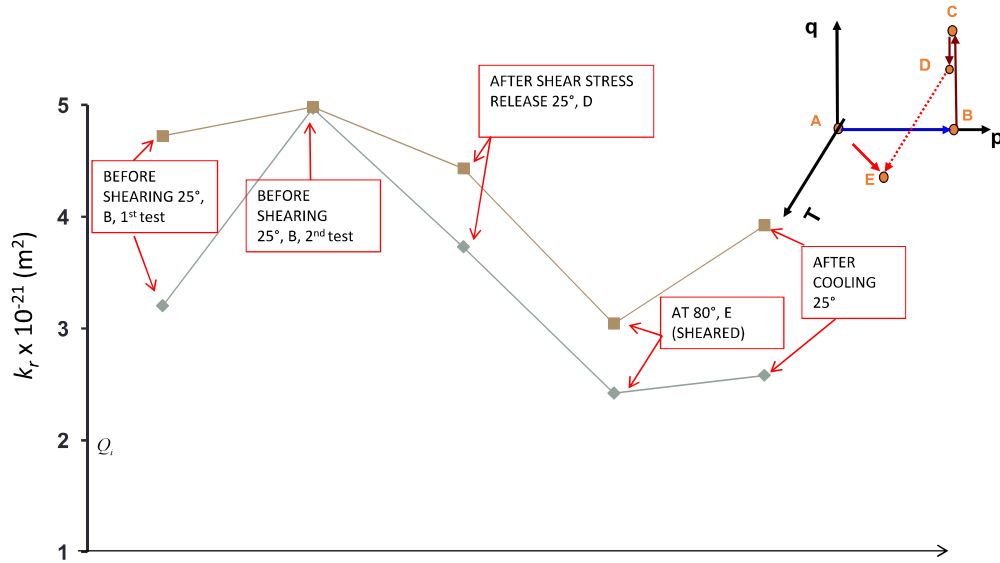 C
q
D
A
B
p
E
T
5
4
3
2
1
k_r x 10^-21 (m^2)
Q_i
BEFORE
SHEARING 25°,
B, 1st test
BEFORE
SHEARING
25°, B, 2nd test
AFTER SHEAR STRESS
RELEASE 25°, D
AT 80°, E
(SHEARED)
AFTER
COOLING
25°